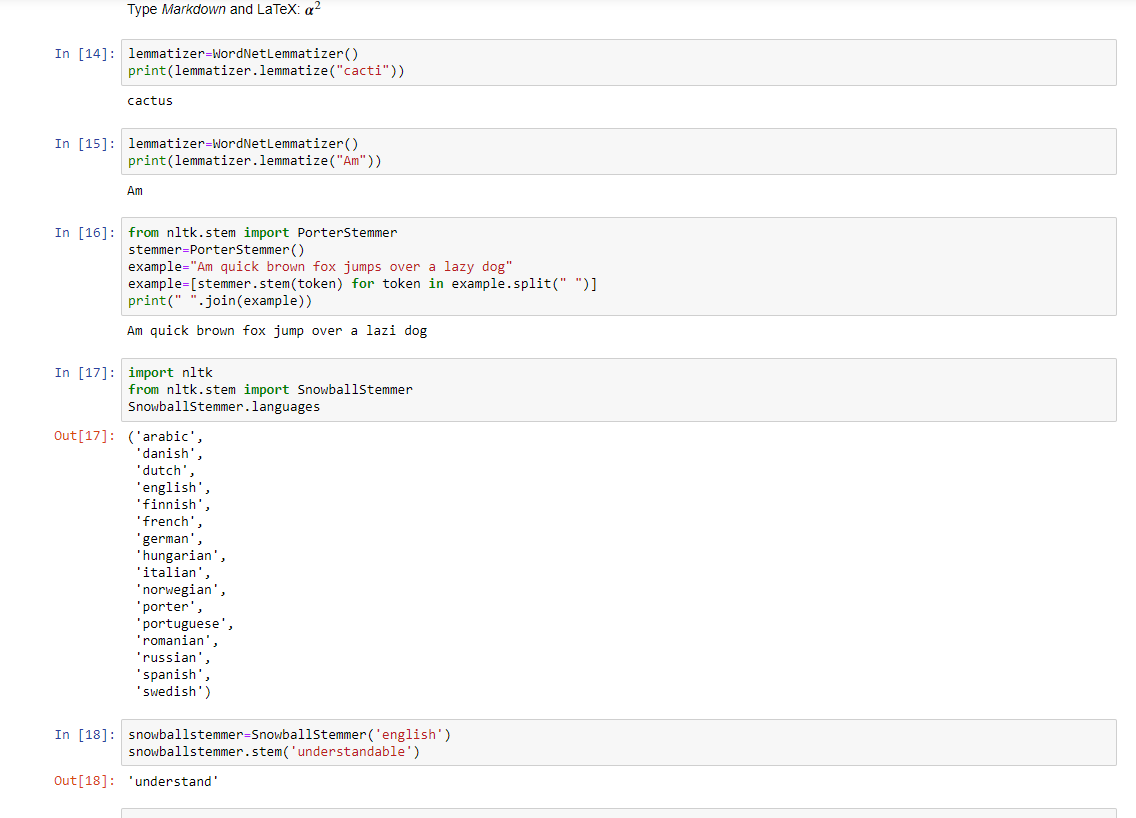 Type Markdown and LaTeX: α²
In [14]: lemmatizer=WordNetLemmatizer()
print(lemmatizer.lemmatize("cacti"))
cactus
In [15]: lemmatizer=WordNetLemmatizer()
print(lemmatizer.lemmatize("Am"))
Am
In [16]: from nltk.stem import PorterStemmer
stemmer=PorterStemmer()
example="Am quick brown fox jumps over a lazy dog"
example=[stemmer.stem(token) for token in example.split(" ")]
print(" ".join(example))
Am quick brown fox jump over a lazi dog
In [17]: import nltk
from nltk.stem import SnowballStemmer
SnowballStemmer.languages
Out[17]: ('arabic',
'danish',
'dutch',
'english',
'finnish',
'french',
'german',
'hungarian',
'italian',
'norwegian',
'porter',
'portuguese',
'romanian',
'russian',
'spanish',
'swedish')
In [18]: snowballstemmer=SnowballStemmer('english')
snowballstemmer.stem('understandable')
Out[18]: 'understand'